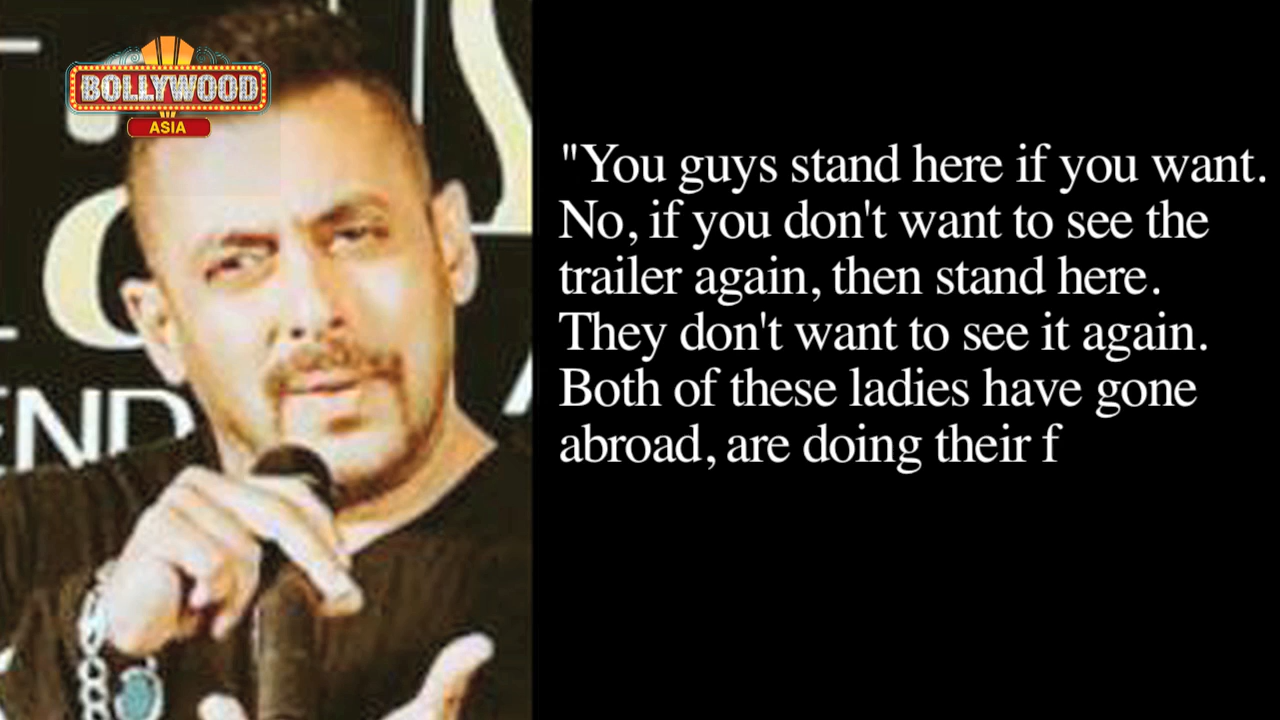 BOLLYWOOD
ASIA
END
"You guys stand here if you want.
No, if you don't want to see the
trailer again, then stand here.
They don't want to see it again.
Both of these ladies have gone
abroad, are doing their f